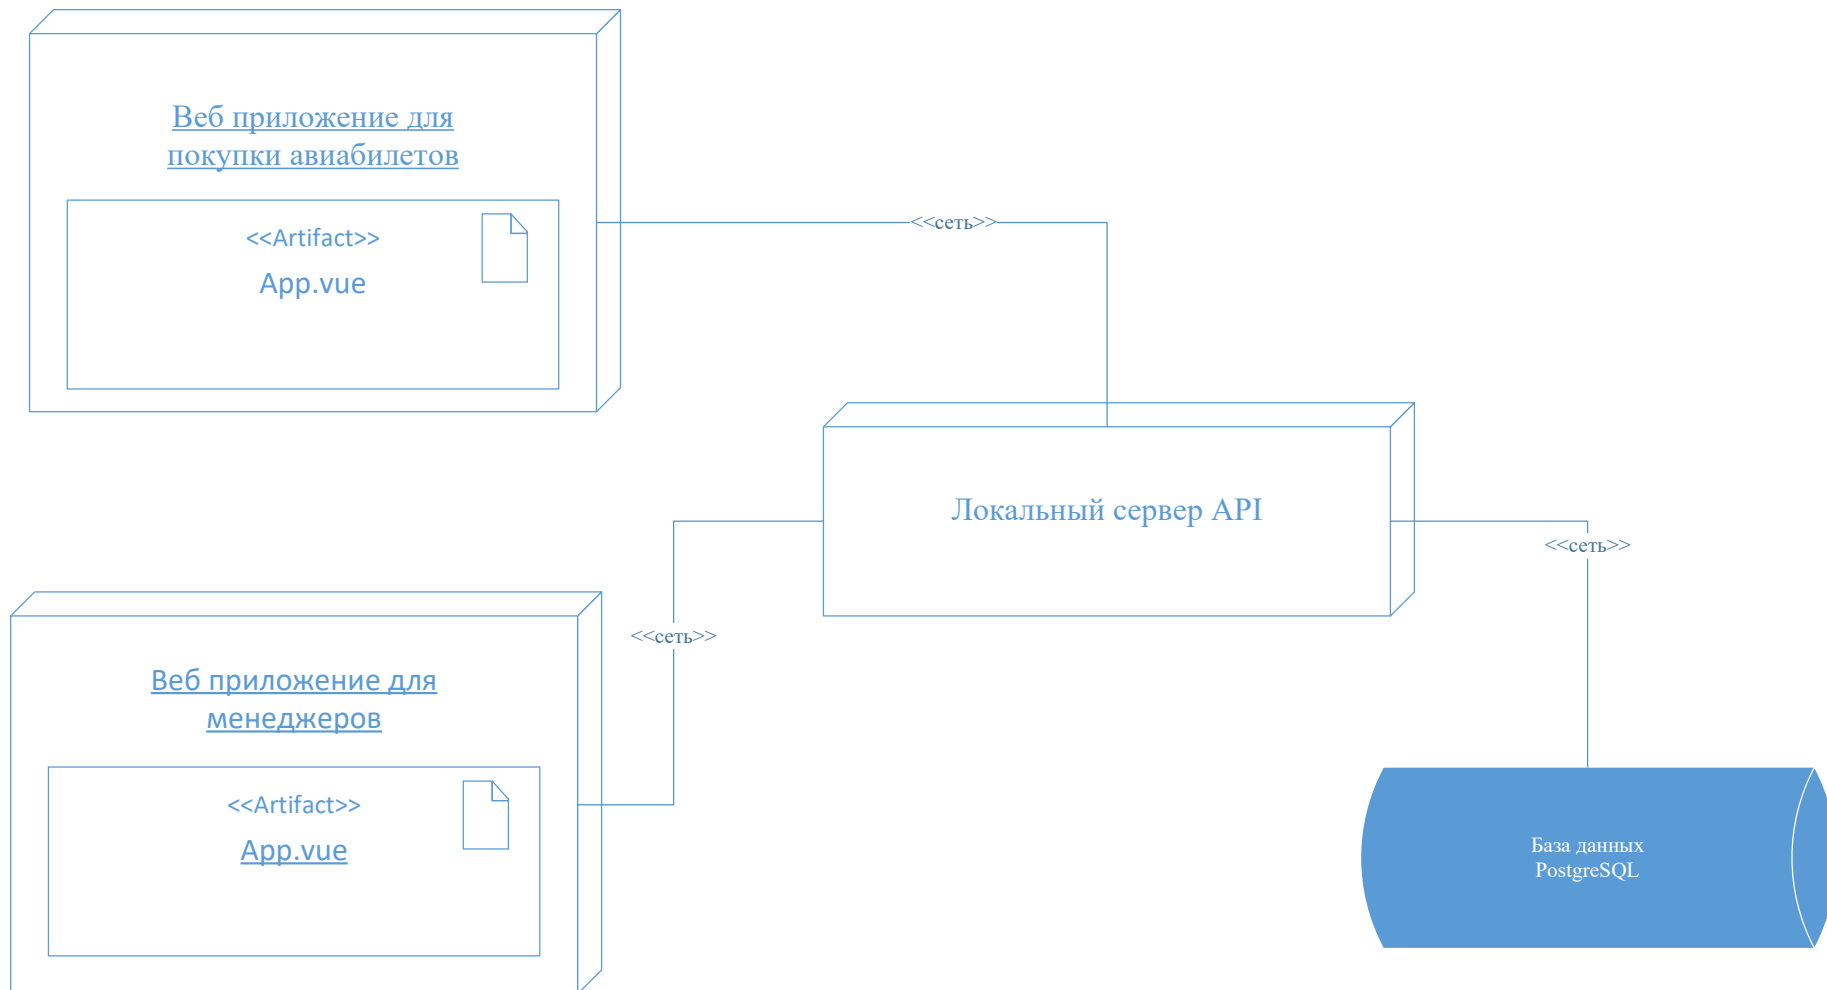 Веб приложение для
покупки авиабилетов
<<Artifact>>
App.vue
<<сеть>>
Локальный сервер API
<<сеть>>
<<сеть>>
Веб приложение для
менеджеров
<<Artifact>>
App.vue
База данных
PostgreSQL